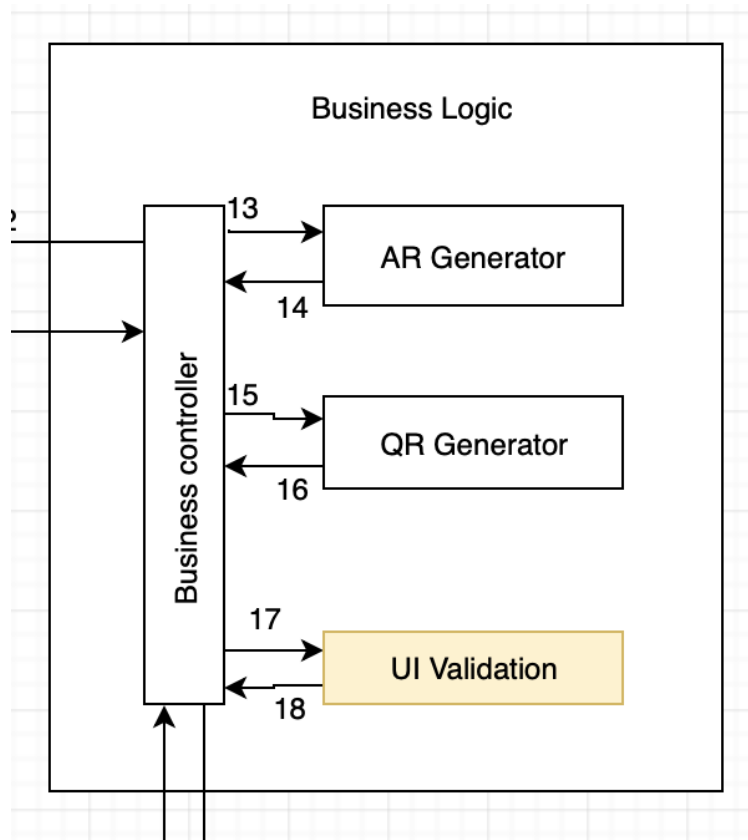 Business Logic
13
AR Generator
14
Business controller
15
QR Generator
16
17
UI Validation
18